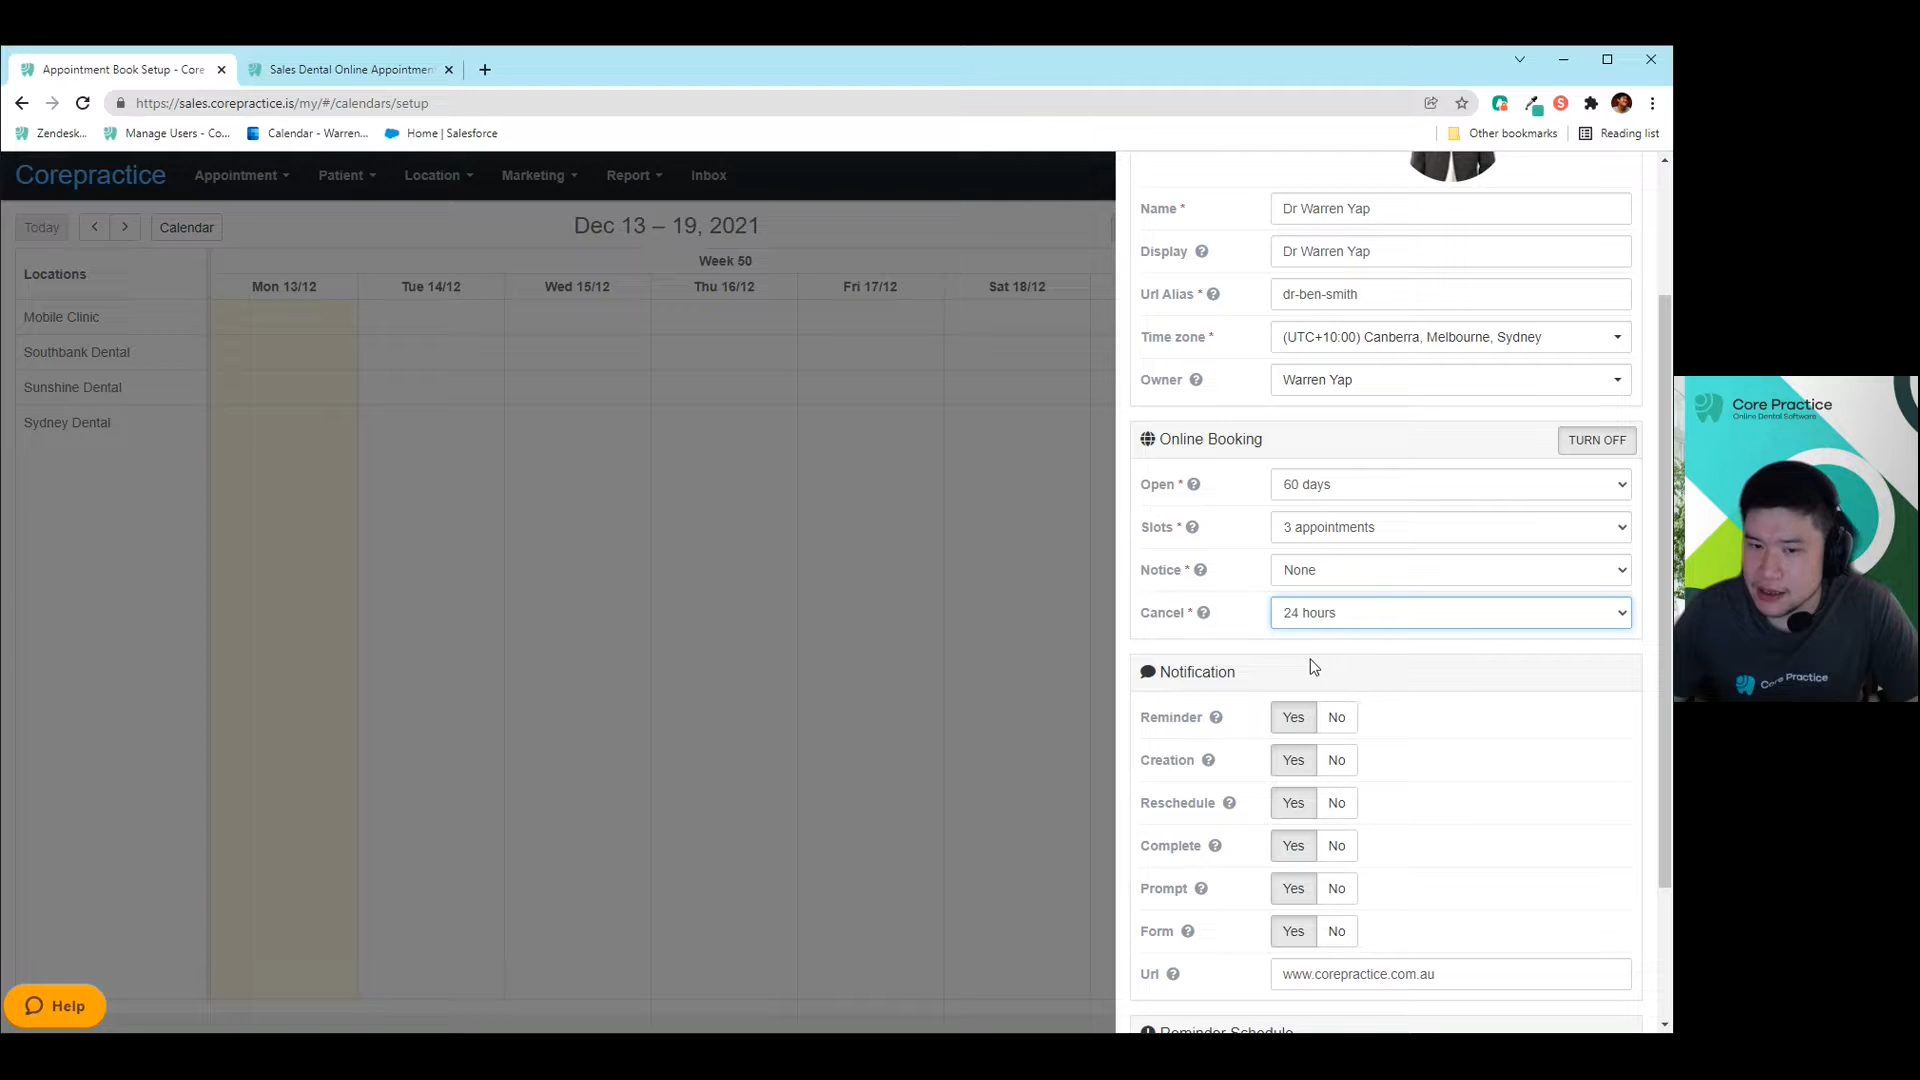 Appointment Book Setup - Core
Sales Dental Online Appointmen
https://sales.corepractice.is/my/#/calendars/setup
Zendesk...
Manage Users - Co...
Calendar - Warren...
Home | Salesforce
Other bookmarks
Reading list
Corepractice
Appointment
Patient
Location
Marketing
Report
Inbox
Today
Calendar
Dec 13 – 19, 2021
Locations
Week 50
Mon 13/12
Tue 14/12
Wed 15/12
Thu 16/12
Fri 17/12
Sat 18/12
Mobile Clinic
Southbank Dental
Sunshine Dental
Sydney Dental
Help
Name * Dr Warren Yap
Display Dr Warren Yap
Url Alias * dr-ben-smith
Time zone * (UTC+10:00) Canberra, Melbourne, Sydney
Owner Warren Yap
Online Booking TURN OFF
Open * 60 days
Slots * 3 appointments
Notice * None
Cancel * 24 hours
Notification
Reminder Yes No
Creation Yes No
Reschedule Yes No
Complete Yes No
Prompt Yes No
Form Yes No
Url www.corepractice.com.au
Reminder Schedule
Core Practice
Online Dental Software
Core Practice